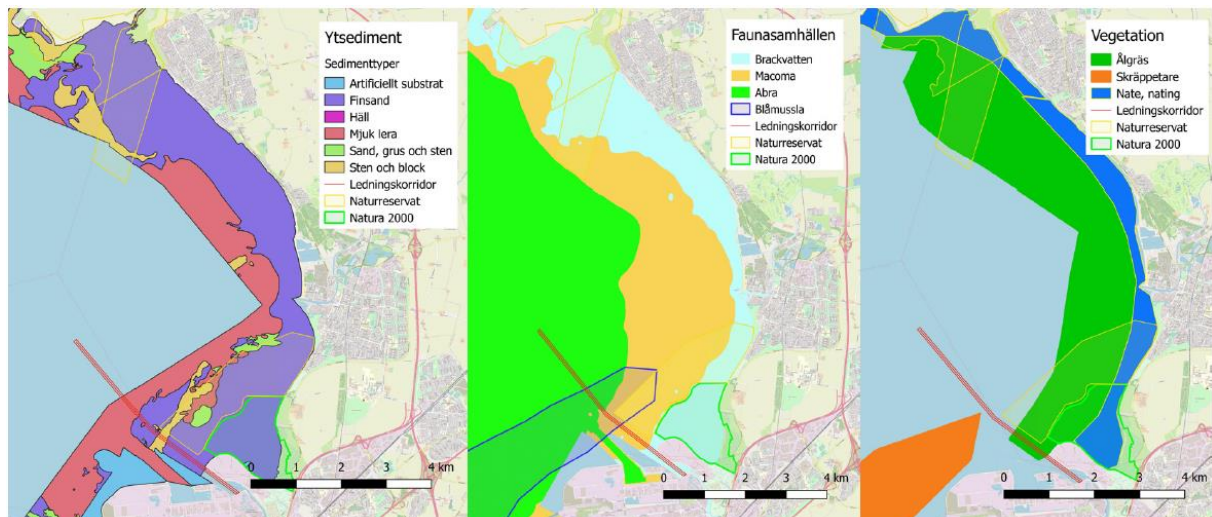 Ytsediment
Sedimenttyper
Artificiellt substrat
Finsand
Häll
Mjuk lera
Sand, grus och sten
Sten och block
Ledningskorridor
Naturreservat
Natura 2000
0 1 2 3 4 km
Faunasamhällen
Brackvatten
Macoma
Abra
Blåmussla
Ledningskorridor
Naturreservat
Natura 2000
0 1 2 3 4 km
Vegetation
Ålgräs
Skräppetare
Nate, nating
Ledningskorridor
Naturreservat
Natura 2000
0 1 2 3 4 km